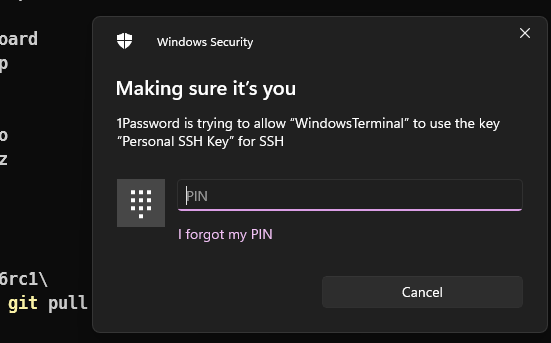 oard
p
Windows Security
Making sure it's you
1Password is trying to allow “WindowsTerminal” to use the key
“Personal SSH Key” for SSH
o
z
PIN
I forgot my PIN
6rc1\
git pull
Cancel